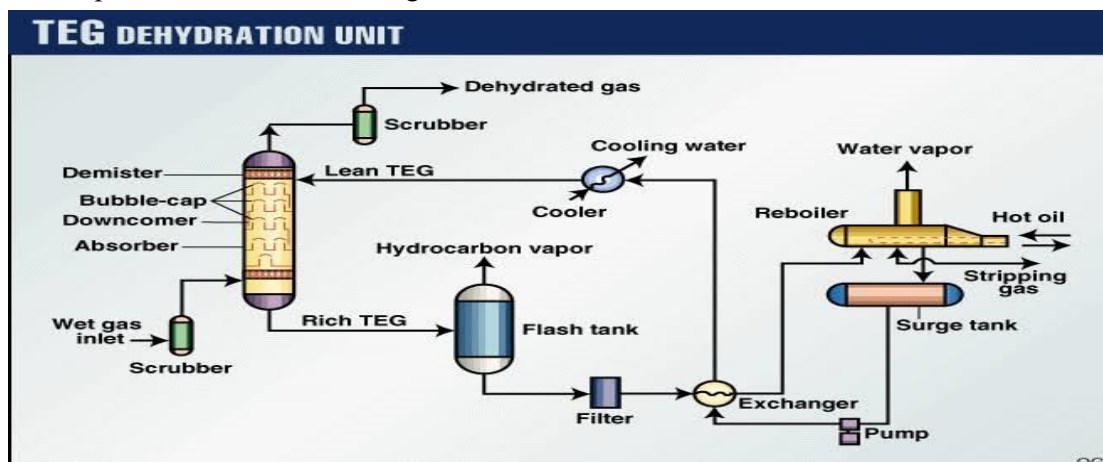 TEG DEHYDRATION UNIT
Dehydrated gas
Scrubber
Cooling water
Water vapor
Demister
Lean TEG
Bubble-cap
Cooler
Reboiler
Hot oil
Downcomer
Absorber
Hydrocarbon vapor
Stripping
gas
Wet gas
inlet
Rich TEG
Flash tank
Surge tank
Scrubber
Exchanger
Filter
Pump